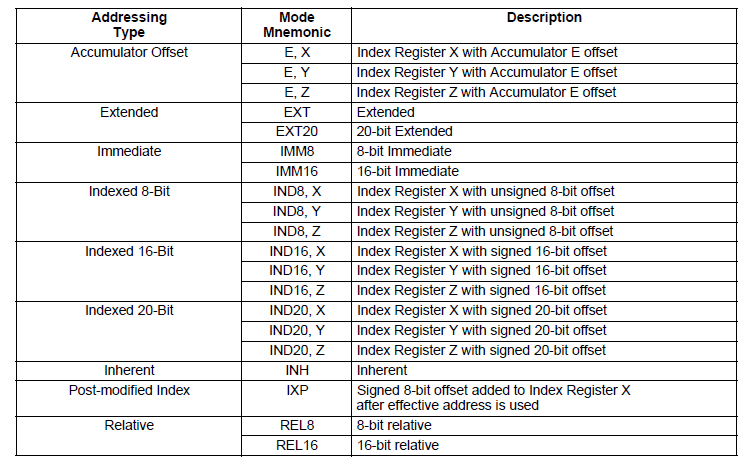 Addressing Type Mode Mnemonic Description
Accumulator Offset E, X Index Register X with Accumulator E offset
E, Y Index Register Y with Accumulator E offset
E, Z Index Register Z with Accumulator E offset
Extended EXT Extended
EXT20 20-bit Extended
Immediate IMM8 8-bit Immediate
IMM16 16-bit Immediate
Indexed 8-Bit IND8, X Index Register X with unsigned 8-bit offset
IND8, Y Index Register Y with unsigned 8-bit offset
IND8, Z Index Register Z with unsigned 8-bit offset
Indexed 16-Bit IND16, X Index Register X with signed 16-bit offset
IND16, Y Index Register Y with signed 16-bit offset
IND16, Z Index Register Z with signed 16-bit offset
Indexed 20-Bit IND20, X Index Register X with signed 20-bit offset
IND20, Y Index Register Y with signed 20-bit offset
IND20, Z Index Register Z with signed 20-bit offset
Inherent INH Inherent
Post-modified Index IXP Signed 8-bit offset added to Index Register X
after effective address is used
Relative REL8 8-bit relative
REL16 16-bit relative